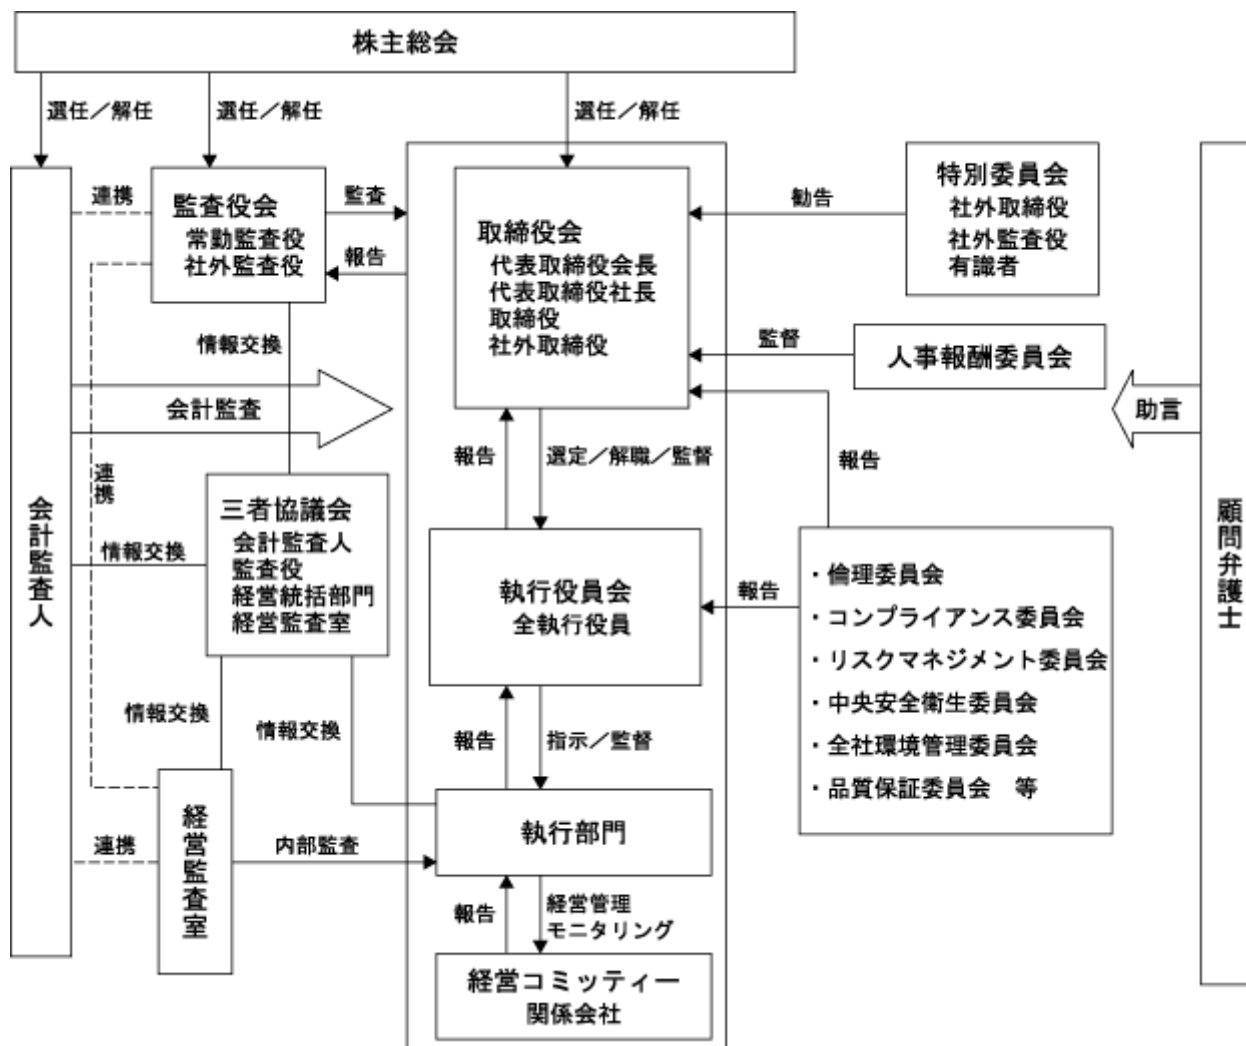 株主総会
選任／解任
選任／解任
選任／解任
会計監査人
連携
監査役会
常勤監査役
社外監査役
監査
報告
取締役会
代表取締役会長
代表取締役社長
取締役
社外取締役
勧告
特別委員会
社外取締役
社外監査役
有識者
監督
人事報酬委員会
助言
顧問弁護士
情報交換
会計監査
連携
報告
選定／解職／監督
報告
三者協議会
会計監査人
監査役
経営統括部門
経営監査室
情報交換
執行役員会
全執行役員
報告
・倫理委員会
・コンプライアンス委員会
・リスクマネジメント委員会
・中央安全衛生委員会
・全社環境管理委員会
・品質保証委員会　等
情報交換
情報交換
報告
指示／監督
経営監査室
連携
内部監査
執行部門
報告
経営管理
モニタリング
経営コミッティー
関係会社